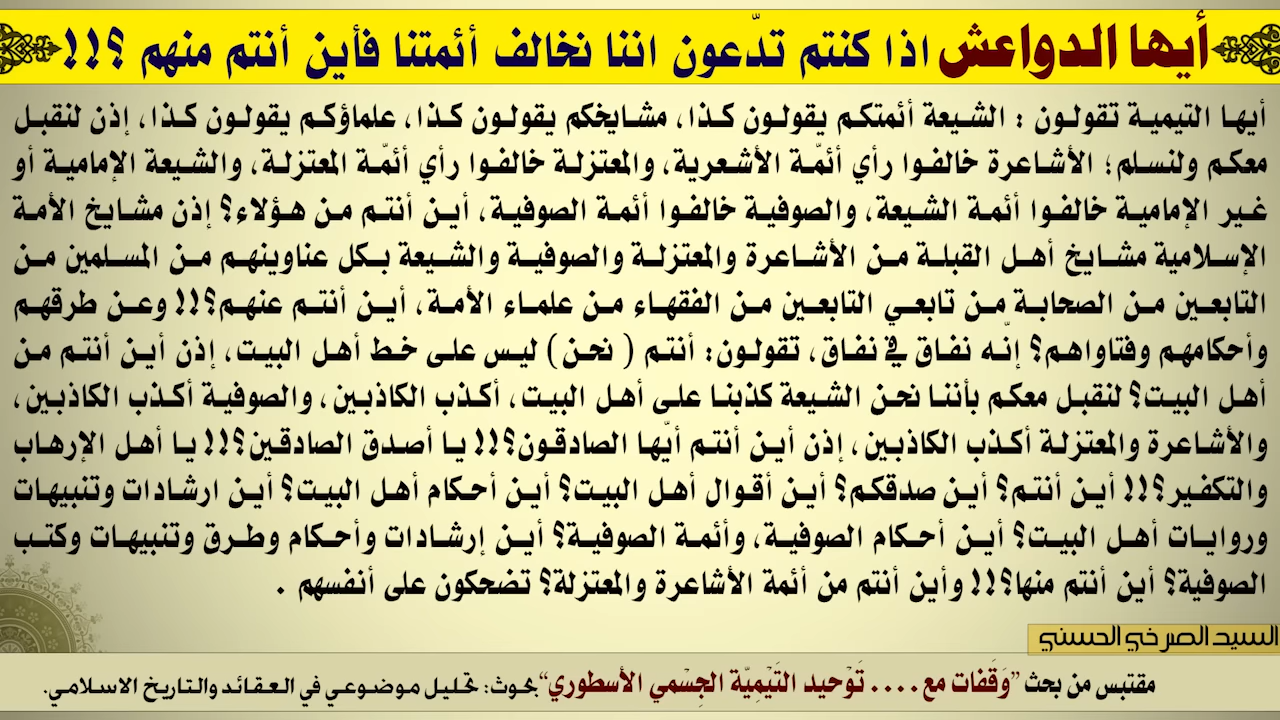 أيها الدواعش اذا كنتم تدّعون اننا نخالف أئمتنا فأين أنتم منهم ؟!!
أيها التيمية تقولون : الشيعة أئمتكم يقولون كذا، مشايخكم يقولون كذا، علماؤكم يقولون كذا، إذن لنقبل
معكم ولنسلم؛ الأشاعرة خالفوا رأي أئمّة الأشعرية، والمعتزلة خالفوا رأي أئمّة المعتزلة، والشيعة الإمامية أو
غير الإمامية خالفوا أئمة الشيعة، والصوفية خالفوا أئمة الصوفية، أين أنتم من هؤلاء؟ إذن مشايخ الأمة
الإسلامية مشايخ أهل القبلة من الأشاعرة والمعتزلة والصوفية والشيعة بكل عناوينهم من المسلمين من
التابعين من الصحابة من تابعي التابعين من الفقهاء من علماء الأمة، أين أنتم عنهم؟!! وعن طرقهم
وأحكامهم وفتاواهم؟ إنّه نفاق في نفاق، تقولون: أنتم ( نحن) ليس على خط أهل البيت، إذن أين أنتم من
أهل البيت؟ لنقبل معكم بأننا نحن الشيعة كذبنا على أهل البيت، أكذب الكاذبين، والصوفية أكذب الكاذبين،
والأشاعرة والمعتزلة أكذب الكاذبين، إذن أين أنتم أيّها الصادقون؟!! يا أصدق الصادقين؟!! يا أهل الإرهاب
والتكفير؟!! أين أنتم؟ أين صدقكم؟ أين أقوال أهل البيت؟ أين أحكام أهل البيت؟ أين ارشادات وتنبيهات
وروايات أهل البيت؟ أين أحكام الصوفية، وأئمة الصوفية؟ أين إرشادات وأحكام وطرق وتنبيهات وكتب
الصوفية؟ أين أنتم منها؟!! وأين أنتم من أئمة الأشاعرة والمعتزلة؟ تضحكون على أنفسهم .
السيد الصرخي الحسني
مقتبس من بحث "وَقَفَات مع.... تَوْحيد التَيْمِيّة الجِسْمي الأسطوري" بحوث: تحليل موضوعي في العقائد والتاريخ الاسلامي.